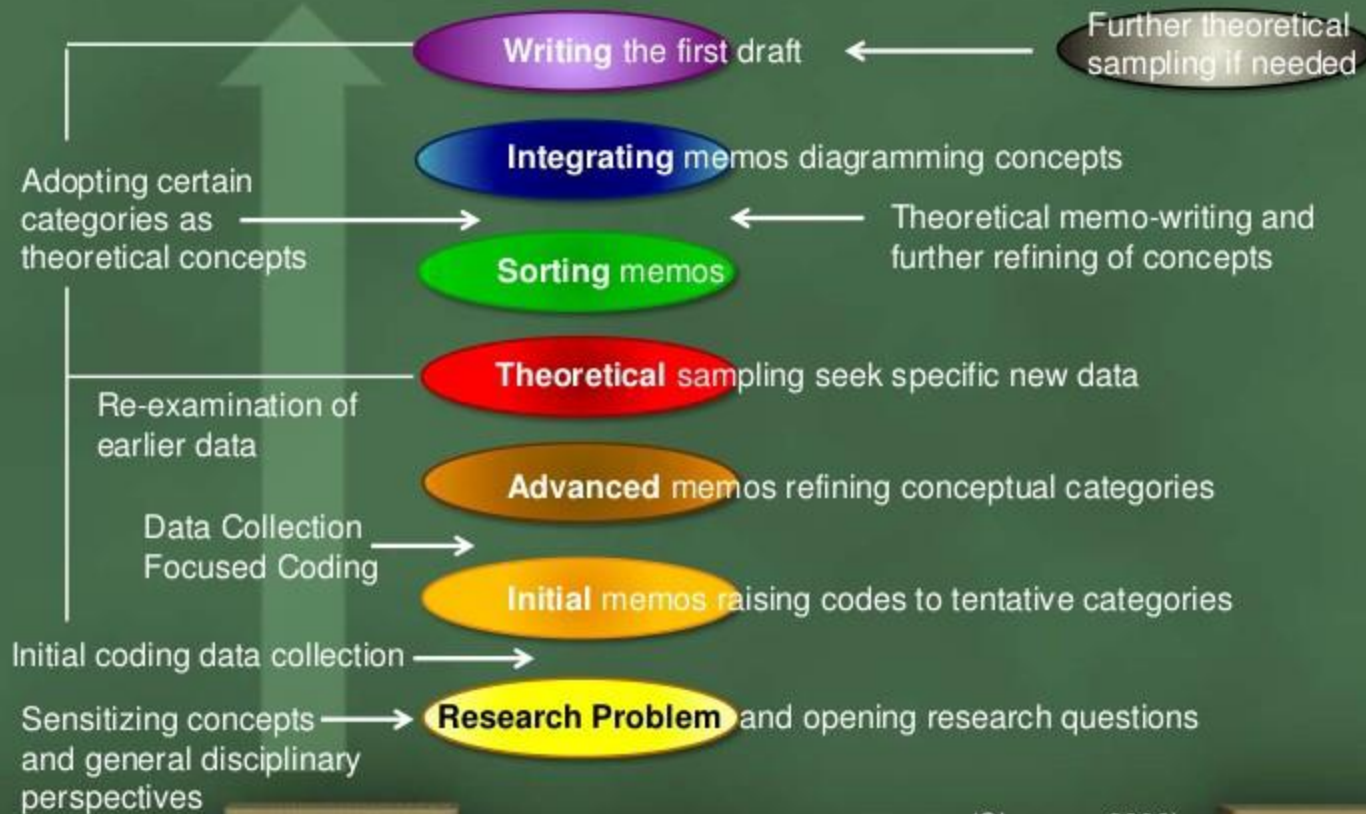 Writing the first draft
Further theoretical
sampling if needed
Integrating memos diagramming concepts
Adopting certain
categories as
theoretical concepts
Theoretical memo-writing and
further refining of concepts
Sorting memos
Theoretical sampling seek specific new data
Re-examination of
earlier data
Advanced memos refining conceptual categories
Data Collection
Focused Coding
Initial memos raising codes to tentative categories
Initial coding data collection
Research Problem and opening research questions
Sensitizing concepts
and general disciplinary
perspectives